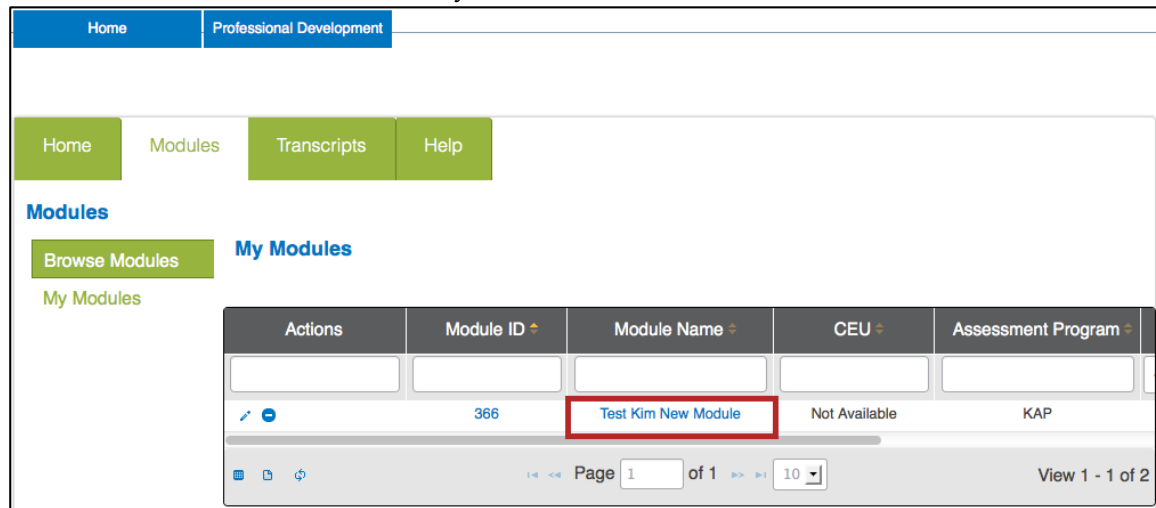 Home Professional Development
Home Modules Transcripts Help
Modules
Browse Modules
My Modules
My Modules
Actions Module ID Module Name CEU Assessment Program
366 Test Kim New Module Not Available KAP
Page 1 of 1 10 View 1 - 1 of 2